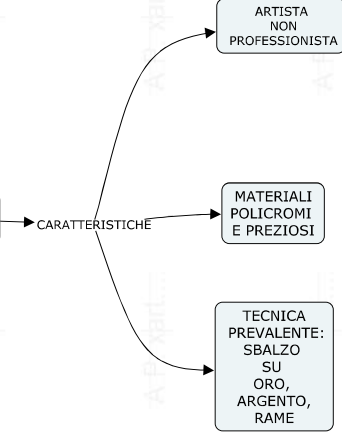 ARTISTA
NON
PROFESSIONISTA
CARATTERISTICHE
MATERIALI
POLICROMI
E PREZIOSI
TECNICA
PREVALENTE:
SBALZO
SU
ORO,
ARGENTO,
RAME